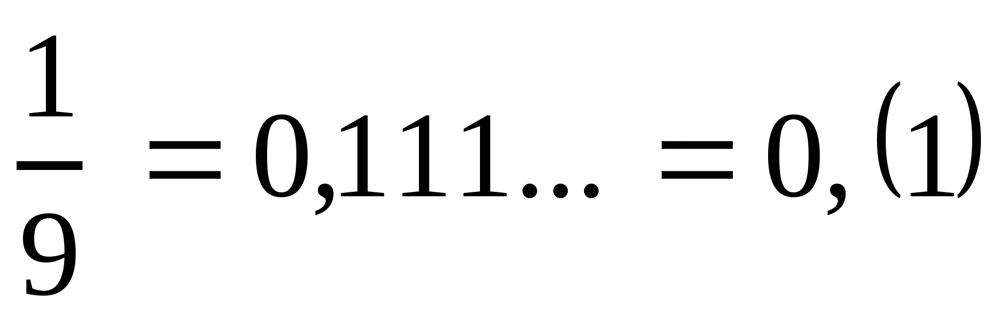 1/9 = 0,111... = 0, (1)